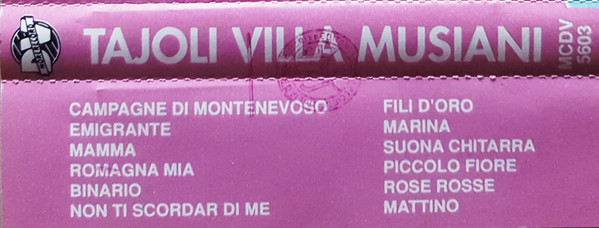 TAJOLI VILLA MUSIANI
MCDV
5603
CAMPAGNE DI MONTENEVOSO
EMIGRANTE
MAMMA
ROMAGNA MIA
BINARIO
NON TI SCORDAR DI ME
FILI D'ORO
MARINA
SUONA CHITARRA
PICCOLO FIORE
ROSE ROSSE
MATTINO